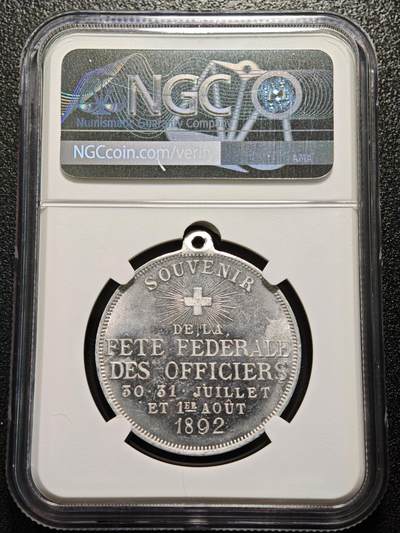 NGC
Numismatic Guaranty Company
NGCcoin.com/verify
SOUVENIR
DE LA
FETE FEDERALE
DES OFFICIERS
30 31 JUILLET
ET 1ER AOÛT
1892